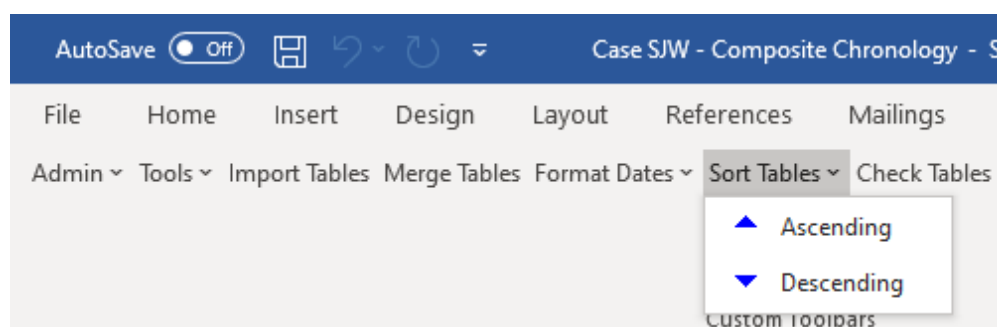 AutoSave Off Case SJW - Composite Chronology - S
File Home Insert Design Layout References Mailings
Admin Tools Import Tables Merge Tables Format Dates Sort Tables Check Tables
Ascending
Descending
Custom Toolbars